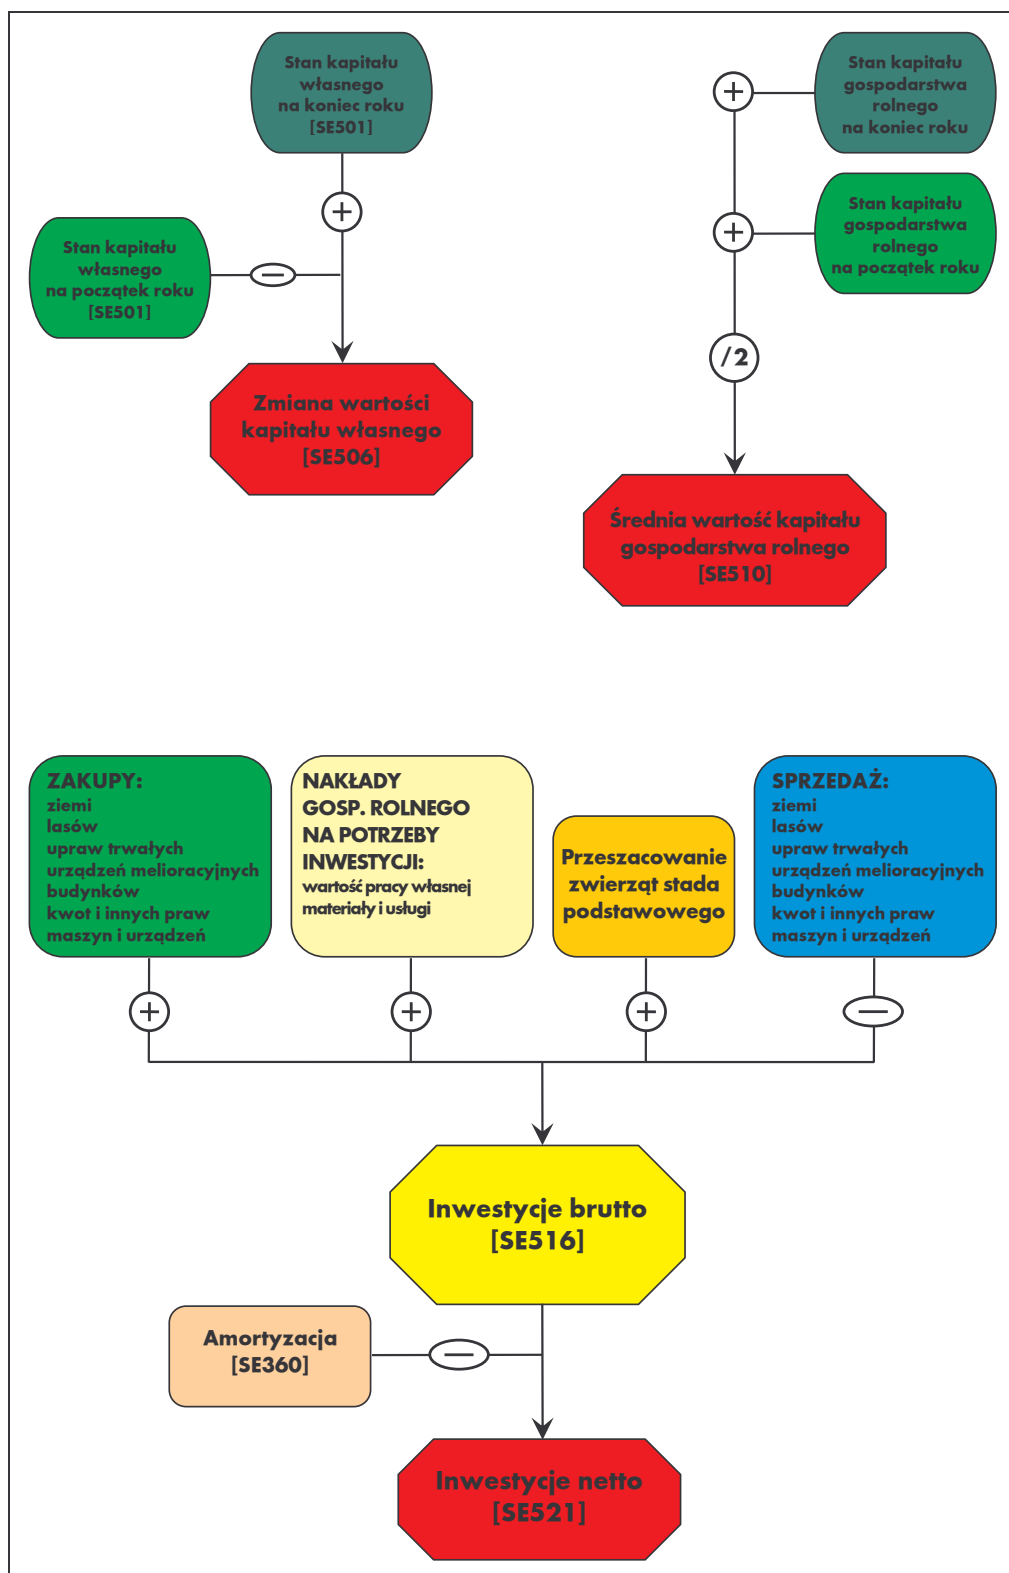 Stan kapitału
własnego
na koniec roku
[SE501]
+
Stan kapitału
własnego
na początek roku
[SE501]
−
Zmiana wartości
kapitału własnego
[SE506]
Stan kapitału
gospodarstwa
rolnego
na koniec roku
+
Stan kapitału
gospodarstwa
rolnego
na początek roku
+
/2
Średnia wartość kapitału
gospodarstwa rolnego
[SE510]
ZAKUPY:
ziemi
lasów
upraw trwałych
urządzeń melioracyjnych
budynków
kwot i innych praw
maszyn i urządzeń
NAKŁADY
GOSP. ROLNEGO
NA POTRZEBY
INWESTYCJI:
wartość pracy własnej
materiały i usługi
Przeszacowanie
zwierząt stada
podstawowego
SPRZEDAŻ:
ziemi
lasów
upraw trwałych
urządzeń melioracyjnych
budynków
kwot i innych praw
maszyn i urządzeń
+
+
+
−
Inwestycje brutto
[SE516]
Amortyzacja
[SE360]
−
Inwestycje netto
[SE521]